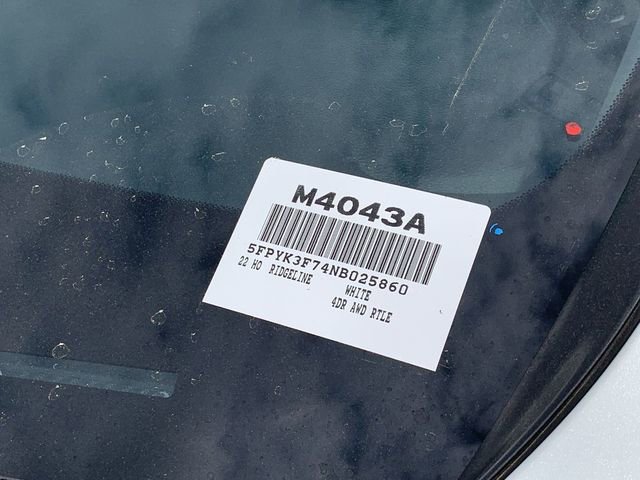 M4043A
5FPYK3F74NB025860
22 HO RIDGELINE WHITE
4DR AWD RTLE